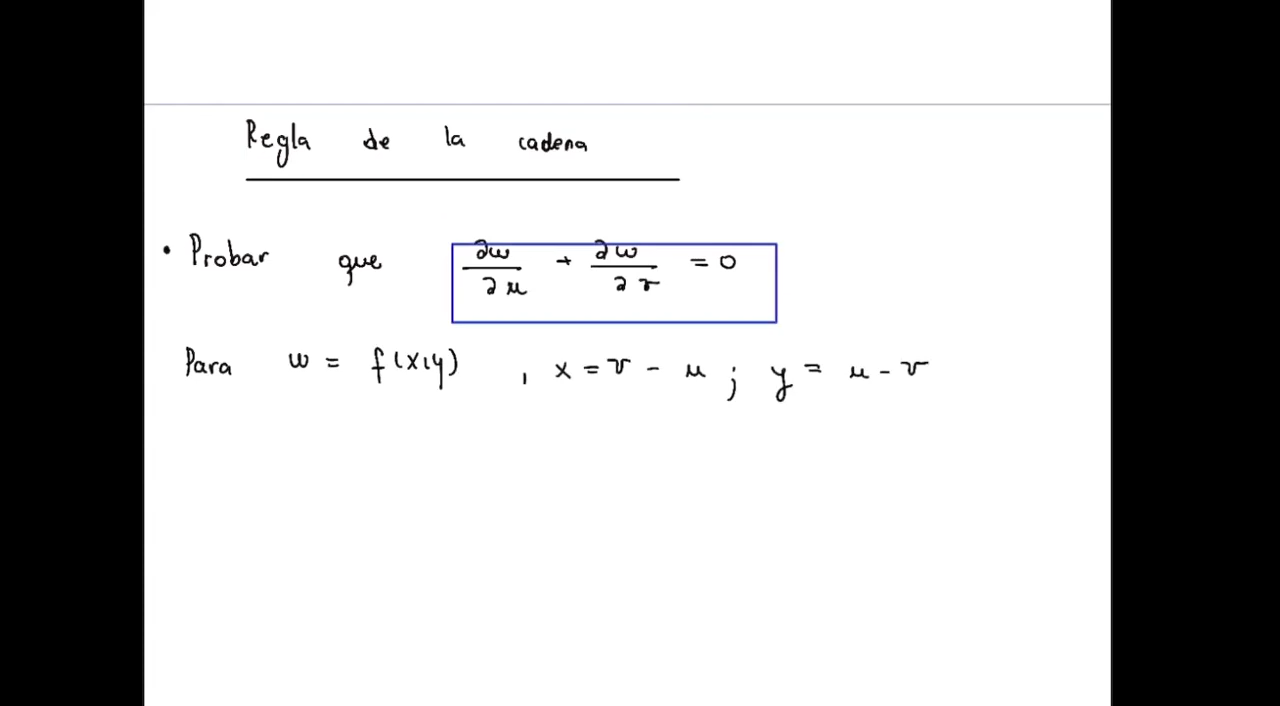 Regla de la cadena
• Probar que ∂w/∂u + ∂w/∂v = 0
Para w = f(x,y) , x = v - u ; y = u - v